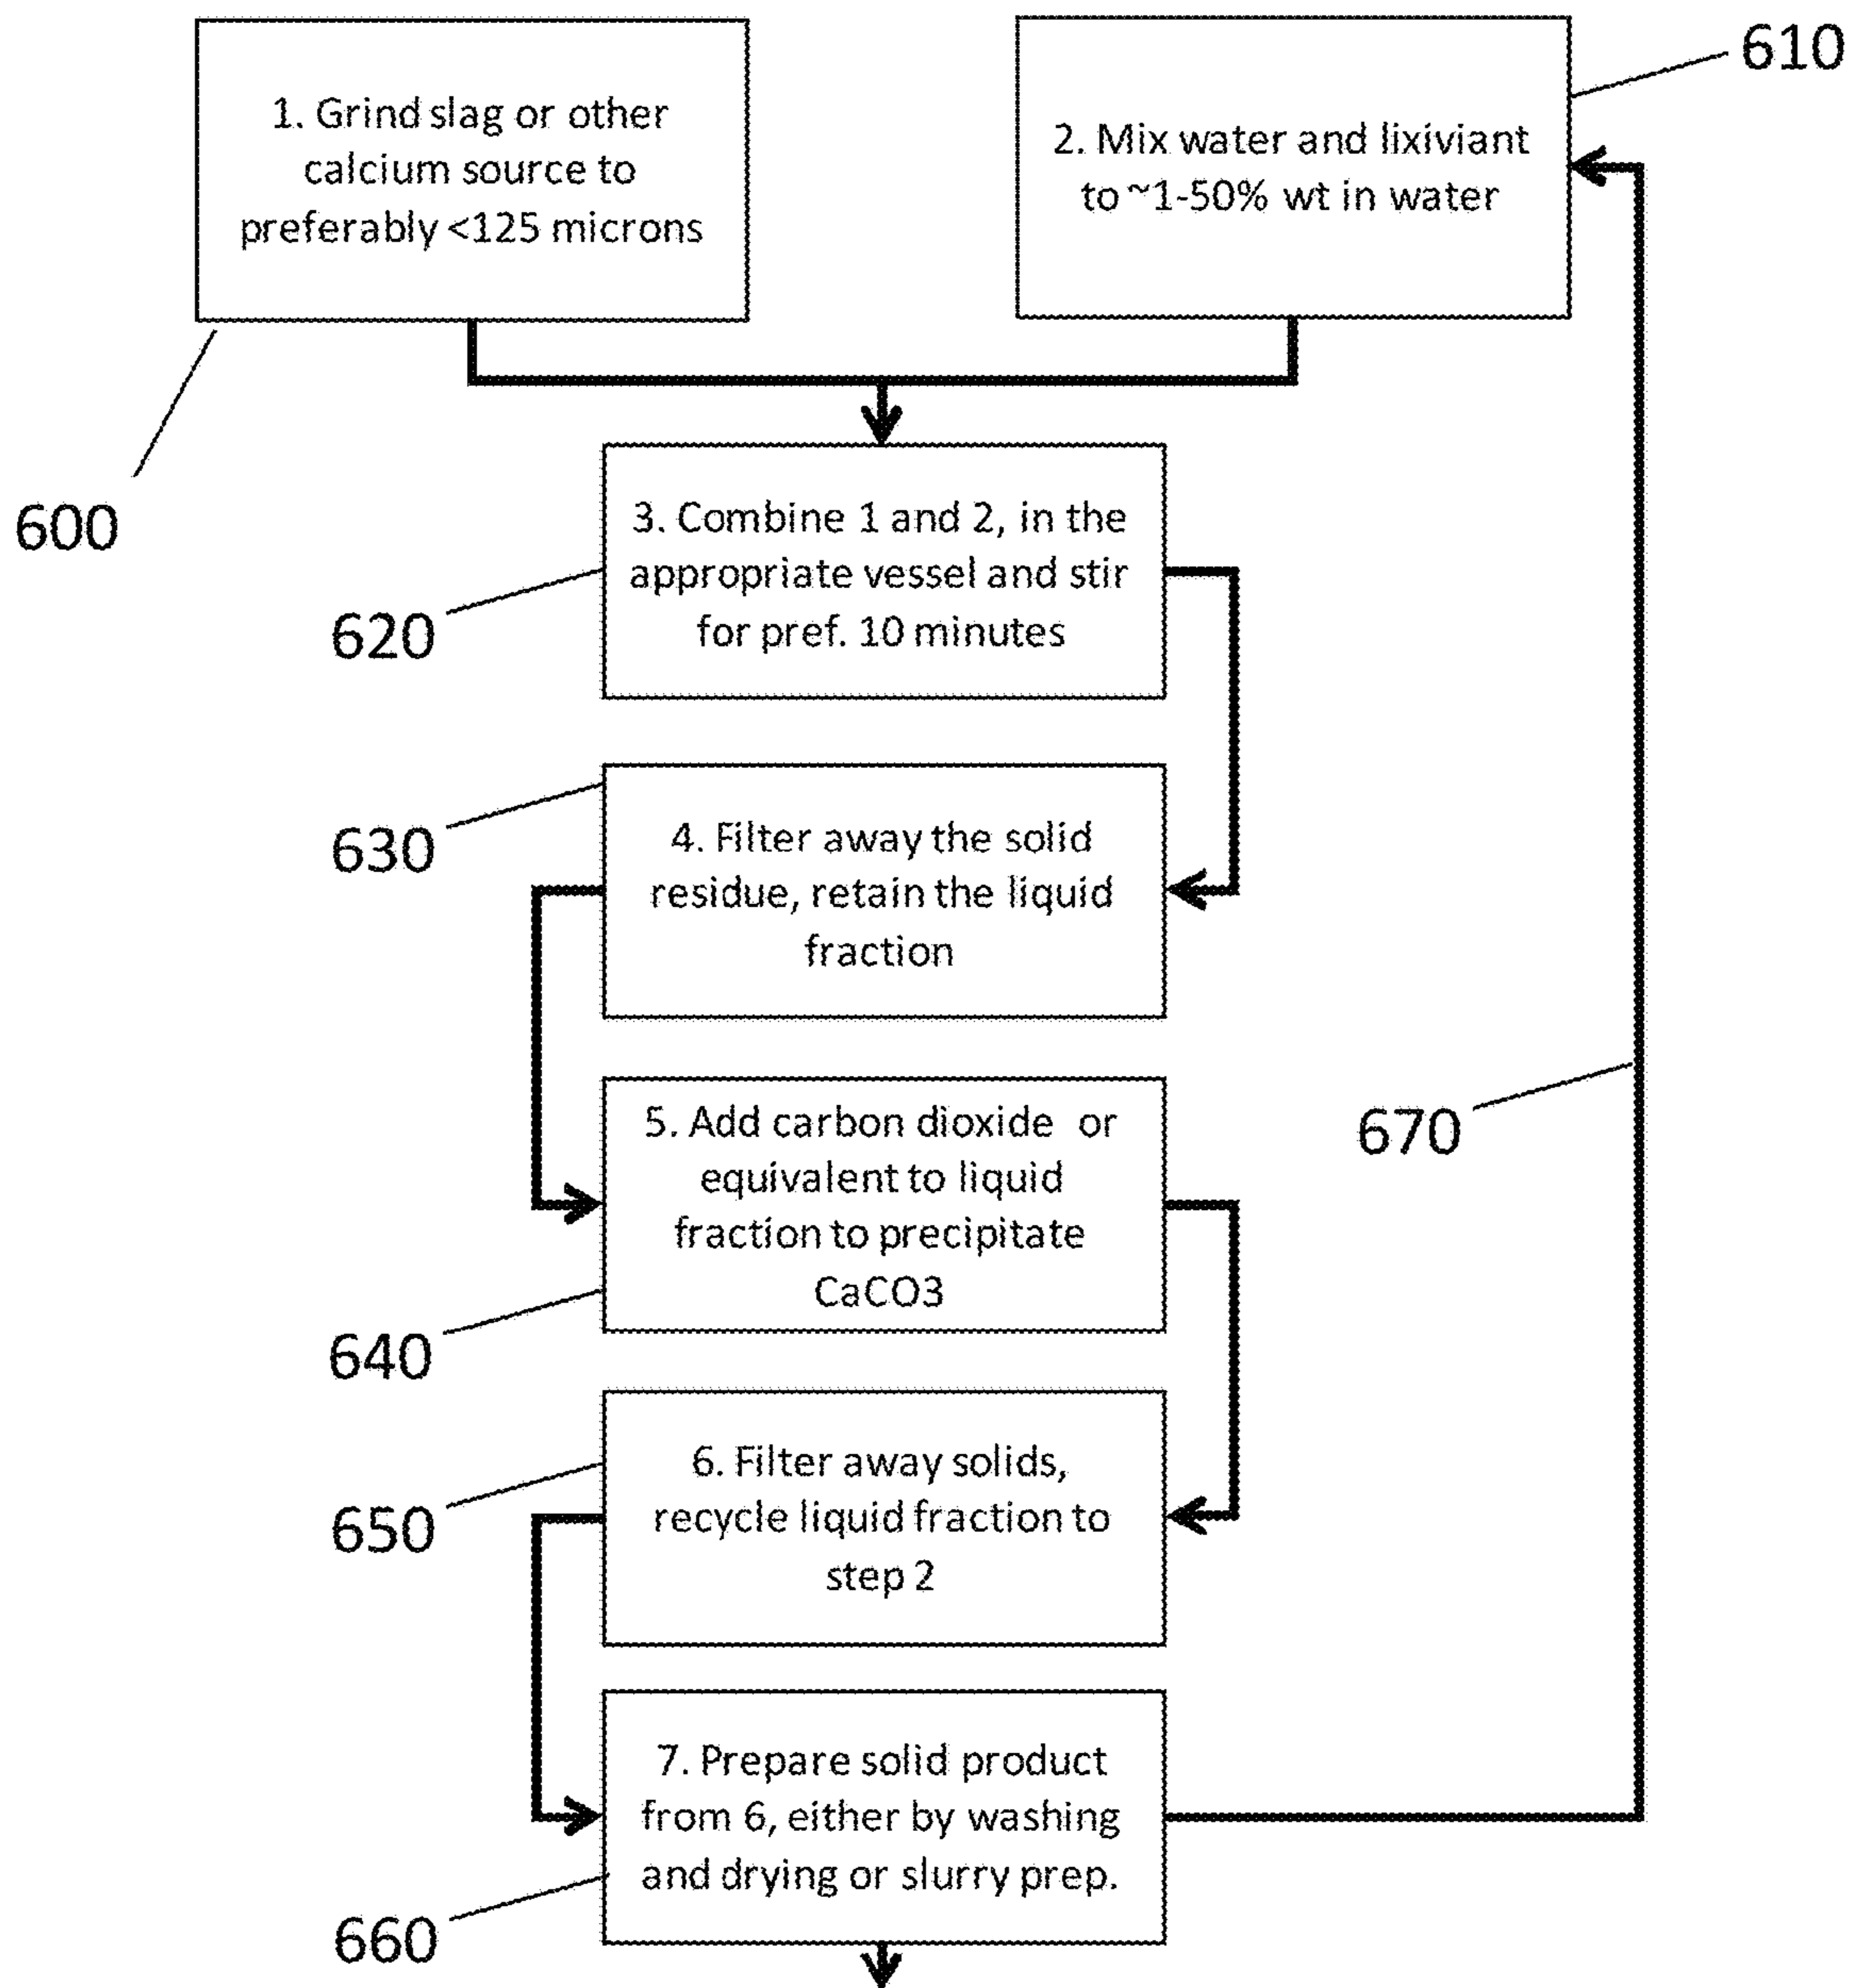 610
1. Grind slag or other
calcium source to
preferably <125 microns
2. Mix water and lixiviant
to ~1-50% wt in water
600
3. Combine 1 and 2, in the
appropriate vessel and stir
for pref. 10 minutes
620
4. Filter away the solid
residue, retain the liquid
fraction
630
5. Add carbon dioxide or
equivalent to liquid
fraction to precipitate
CaCO3
640
670
6. Filter away solids,
recycle liquid fraction to
step 2
650
7. Prepare solid product
from 6, either by washing
and drying or slurry prep.
660